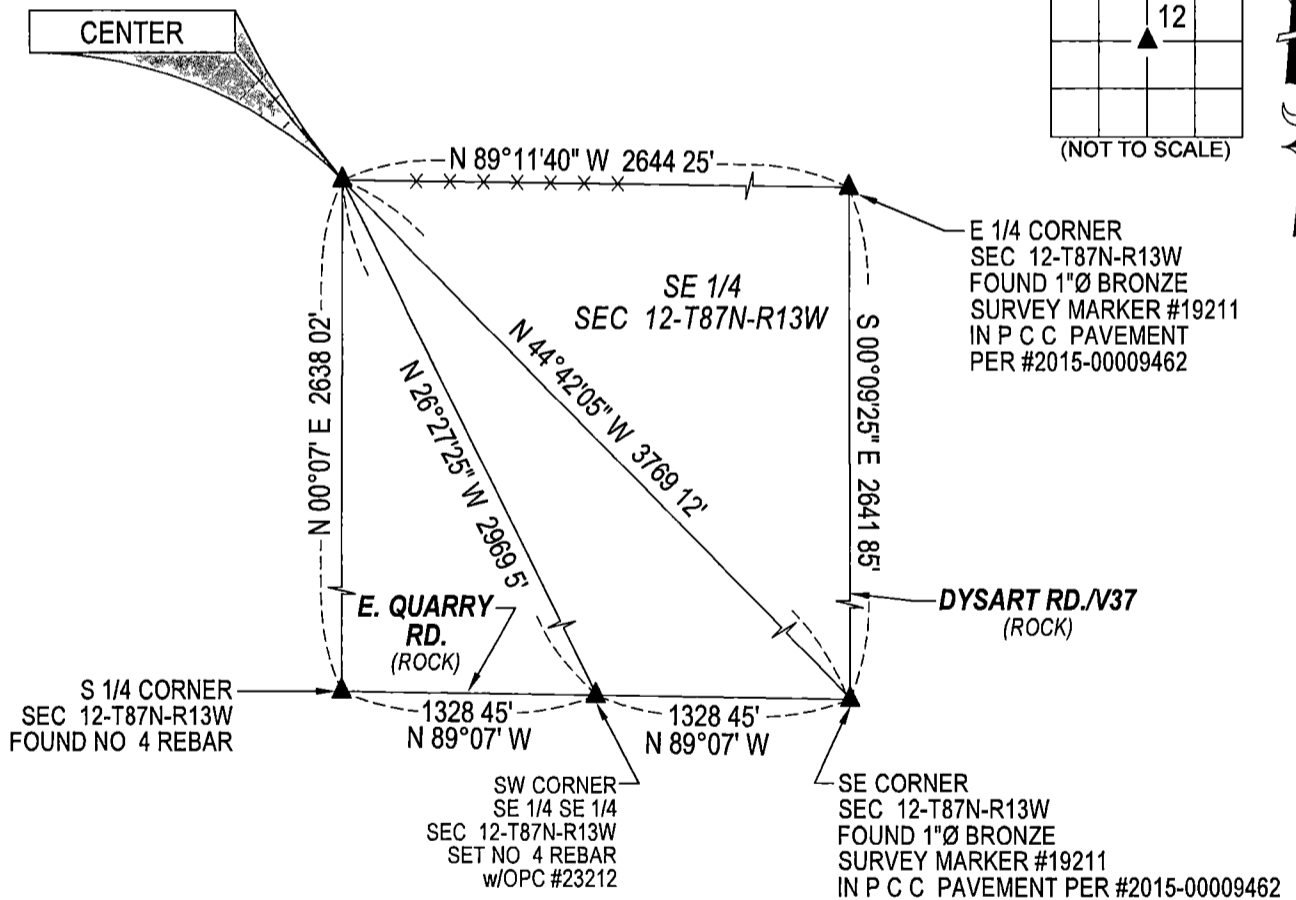 CENTER
12
(NOT TO SCALE)
N 89°11'40" W 2644 25'
E 1/4 CORNER
SEC 12-T87N-R13W
FOUND 1"Ø BRONZE
SURVEY MARKER #19211
IN P C C PAVEMENT
PER #2015-00009462
SE 1/4
SEC 12-T87N-R13W
N 00°07' E 2638 02'
N 26°27'25" W 2969 5'
N 44°42'05" W 3769 12'
S 00°09'25" E 2641 85'
E. QUARRY
RD.
(ROCK)
DYSART RD./V37
(ROCK)
S 1/4 CORNER
SEC 12-T87N-R13W
FOUND NO 4 REBAR
1328 45'
N 89°07' W
1328 45'
N 89°07' W
SW CORNER
SE 1/4 SE 1/4
SEC 12-T87N-R13W
SET NO 4 REBAR
w/OPC #23212
SE CORNER
SEC 12-T87N-R13W
FOUND 1"Ø BRONZE
SURVEY MARKER #19211
IN P C C PAVEMENT PER #2015-00009462